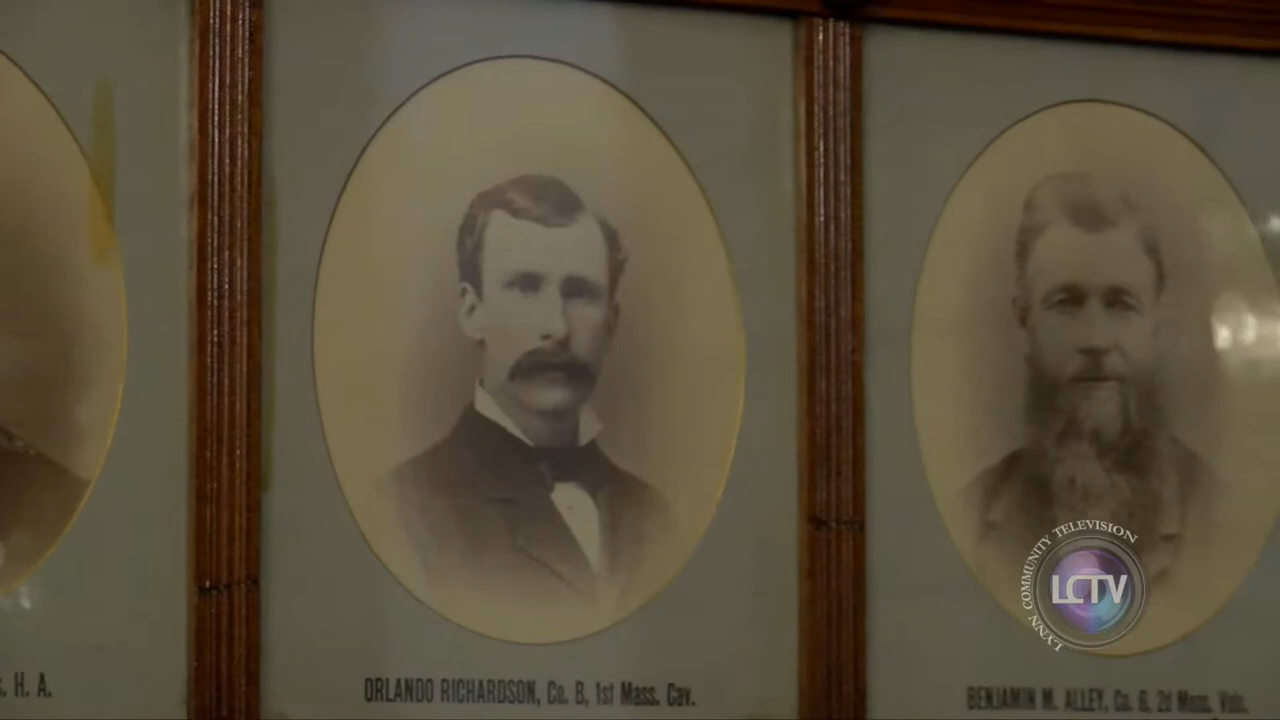 . H. A.
ORLANDO RICHARDSON, Co. B, 1st Mass. Cav.
BENJAMIN M. ALLEY, Co. G, 2d Mass. Vols.
LYNN COMMUNITY TELEVISION
LCTV